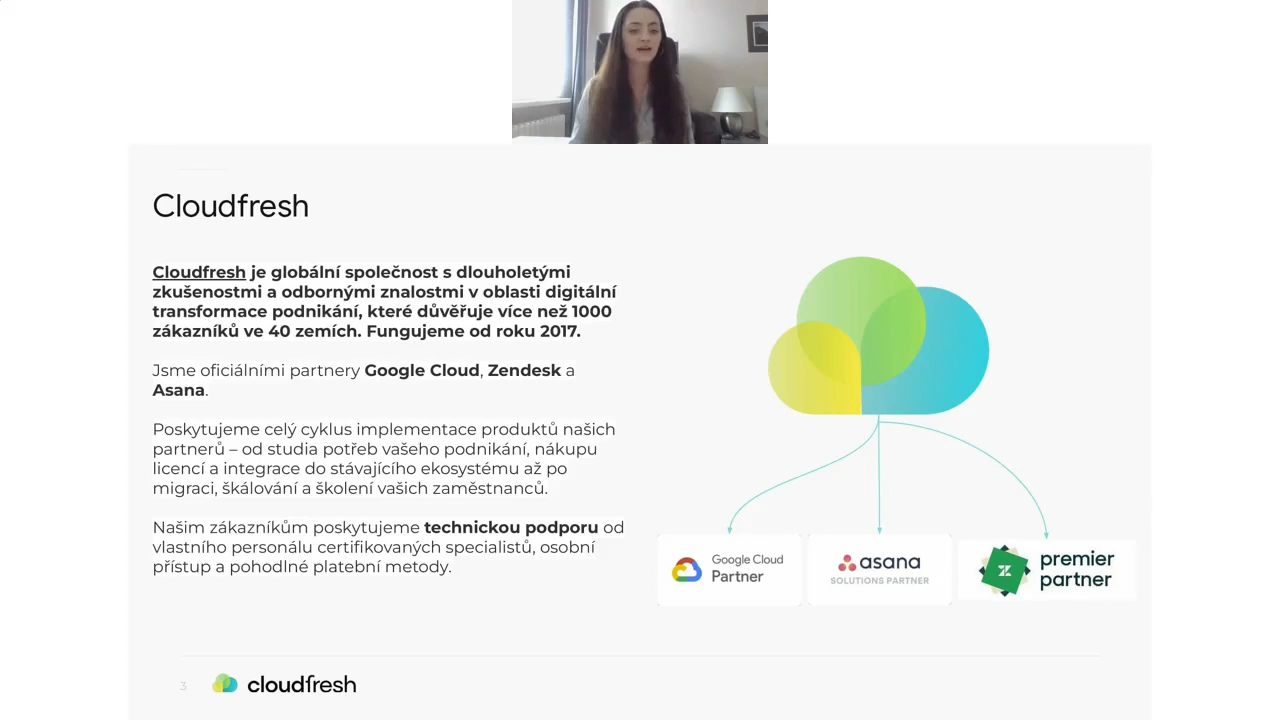 Cloudfresh
Cloudfresh je globální společnost s dlouholetými
zkušenostmi a odbornými znalostmi v oblasti digitální
transformace podnikání, které důvěřuje více než 1000
zákazníků ve 40 zemích. Fungujeme od roku 2017.
Jsme oficiálními partnery Google Cloud, Zendesk a
Asana.
Poskytujeme celý cyklus implementace produktů našich
partnerů – od studia potřeb vašeho podnikání, nákupu
licencí a integrace do stávajícího ekosystému až po
migraci, škálování a školení vašich zaměstnanců.
Našim zákazníkům poskytujeme technickou podporu od
vlastního personálu certifikovaných specialistů, osobní
přístup a pohodlné platební metody.
Google Cloud
Partner
asana
SOLUTIONS PARTNER
premier
partner
3
cloudfresh